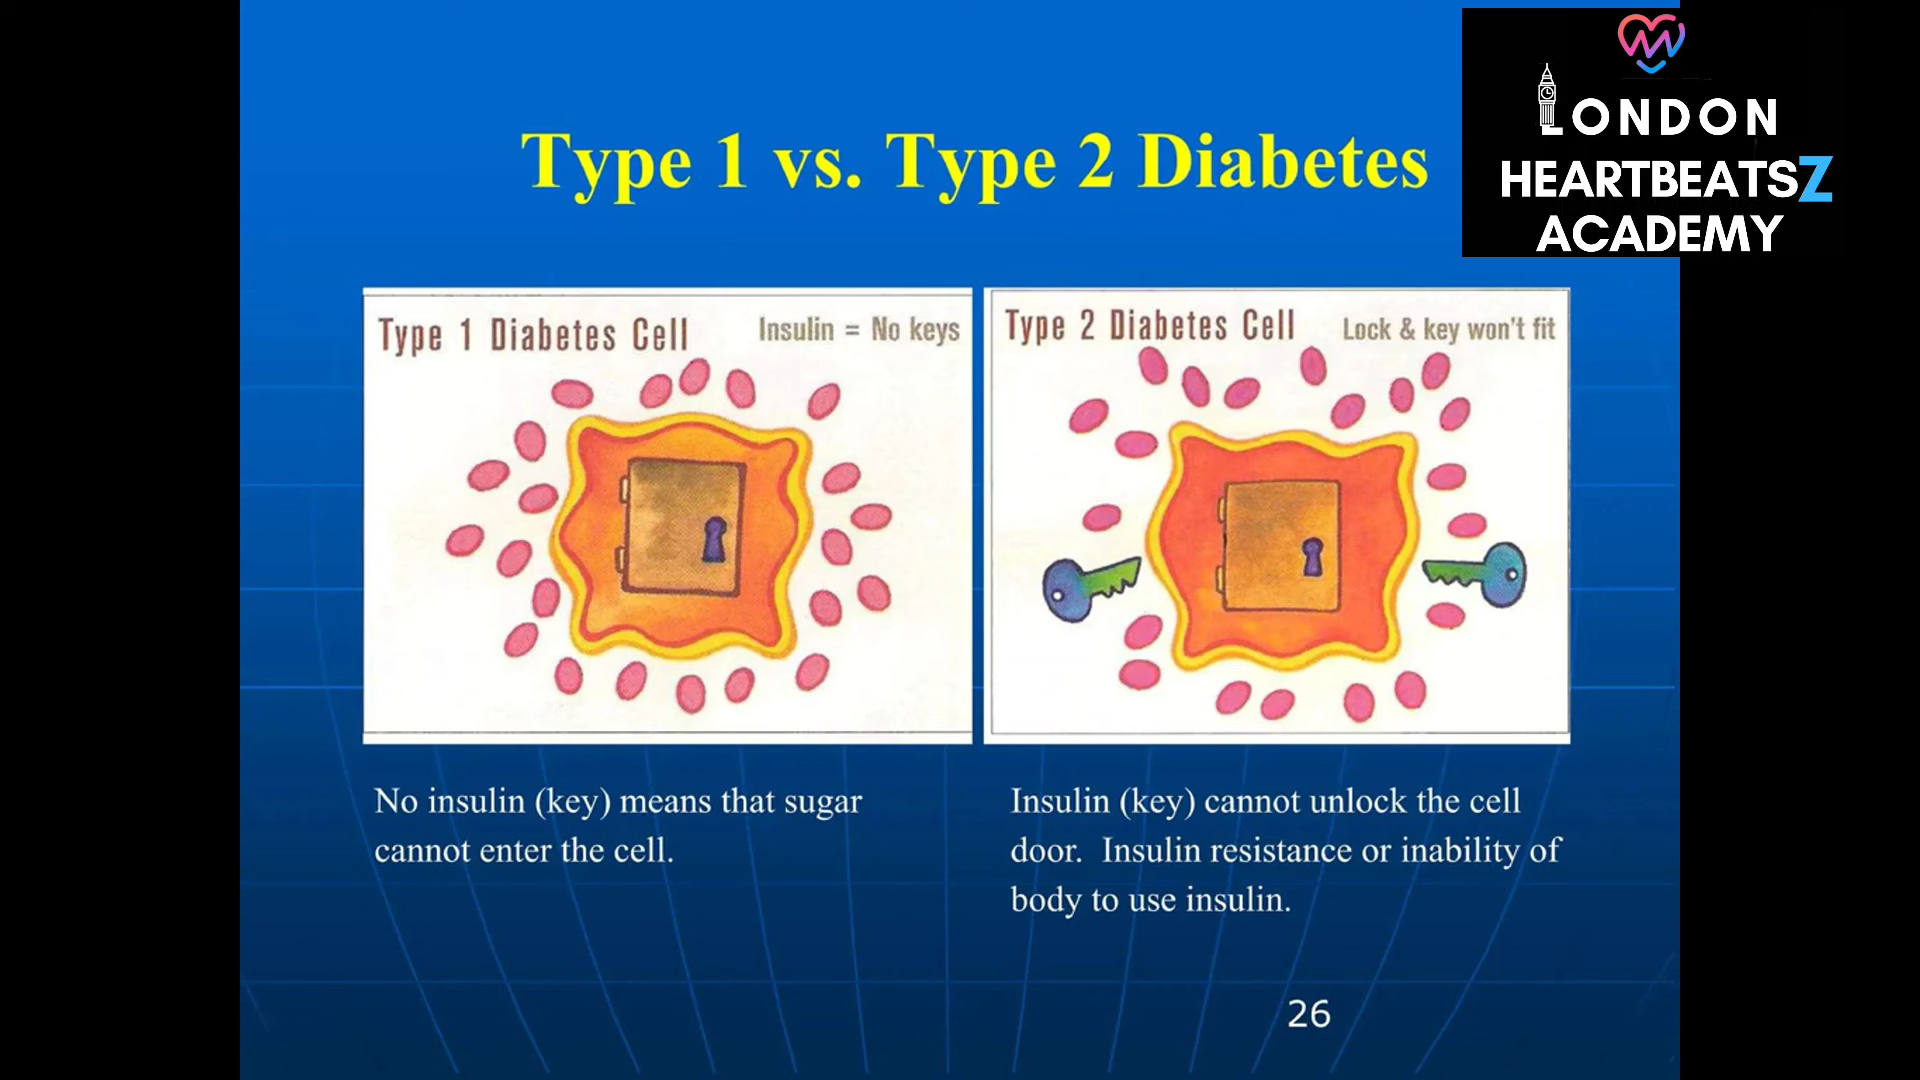 LONDON
HEARTBEATSZ
ACADEMY
Type 1 vs. Type 2 Diabetes
Type 1 Diabetes Cell
Insulin = No keys
Type 2 Diabetes Cell
Lock & key won't fit
No insulin (key) means that sugar
cannot enter the cell.
Insulin (key) cannot unlock the cell
door.  Insulin resistance or inability of
body to use insulin.
26